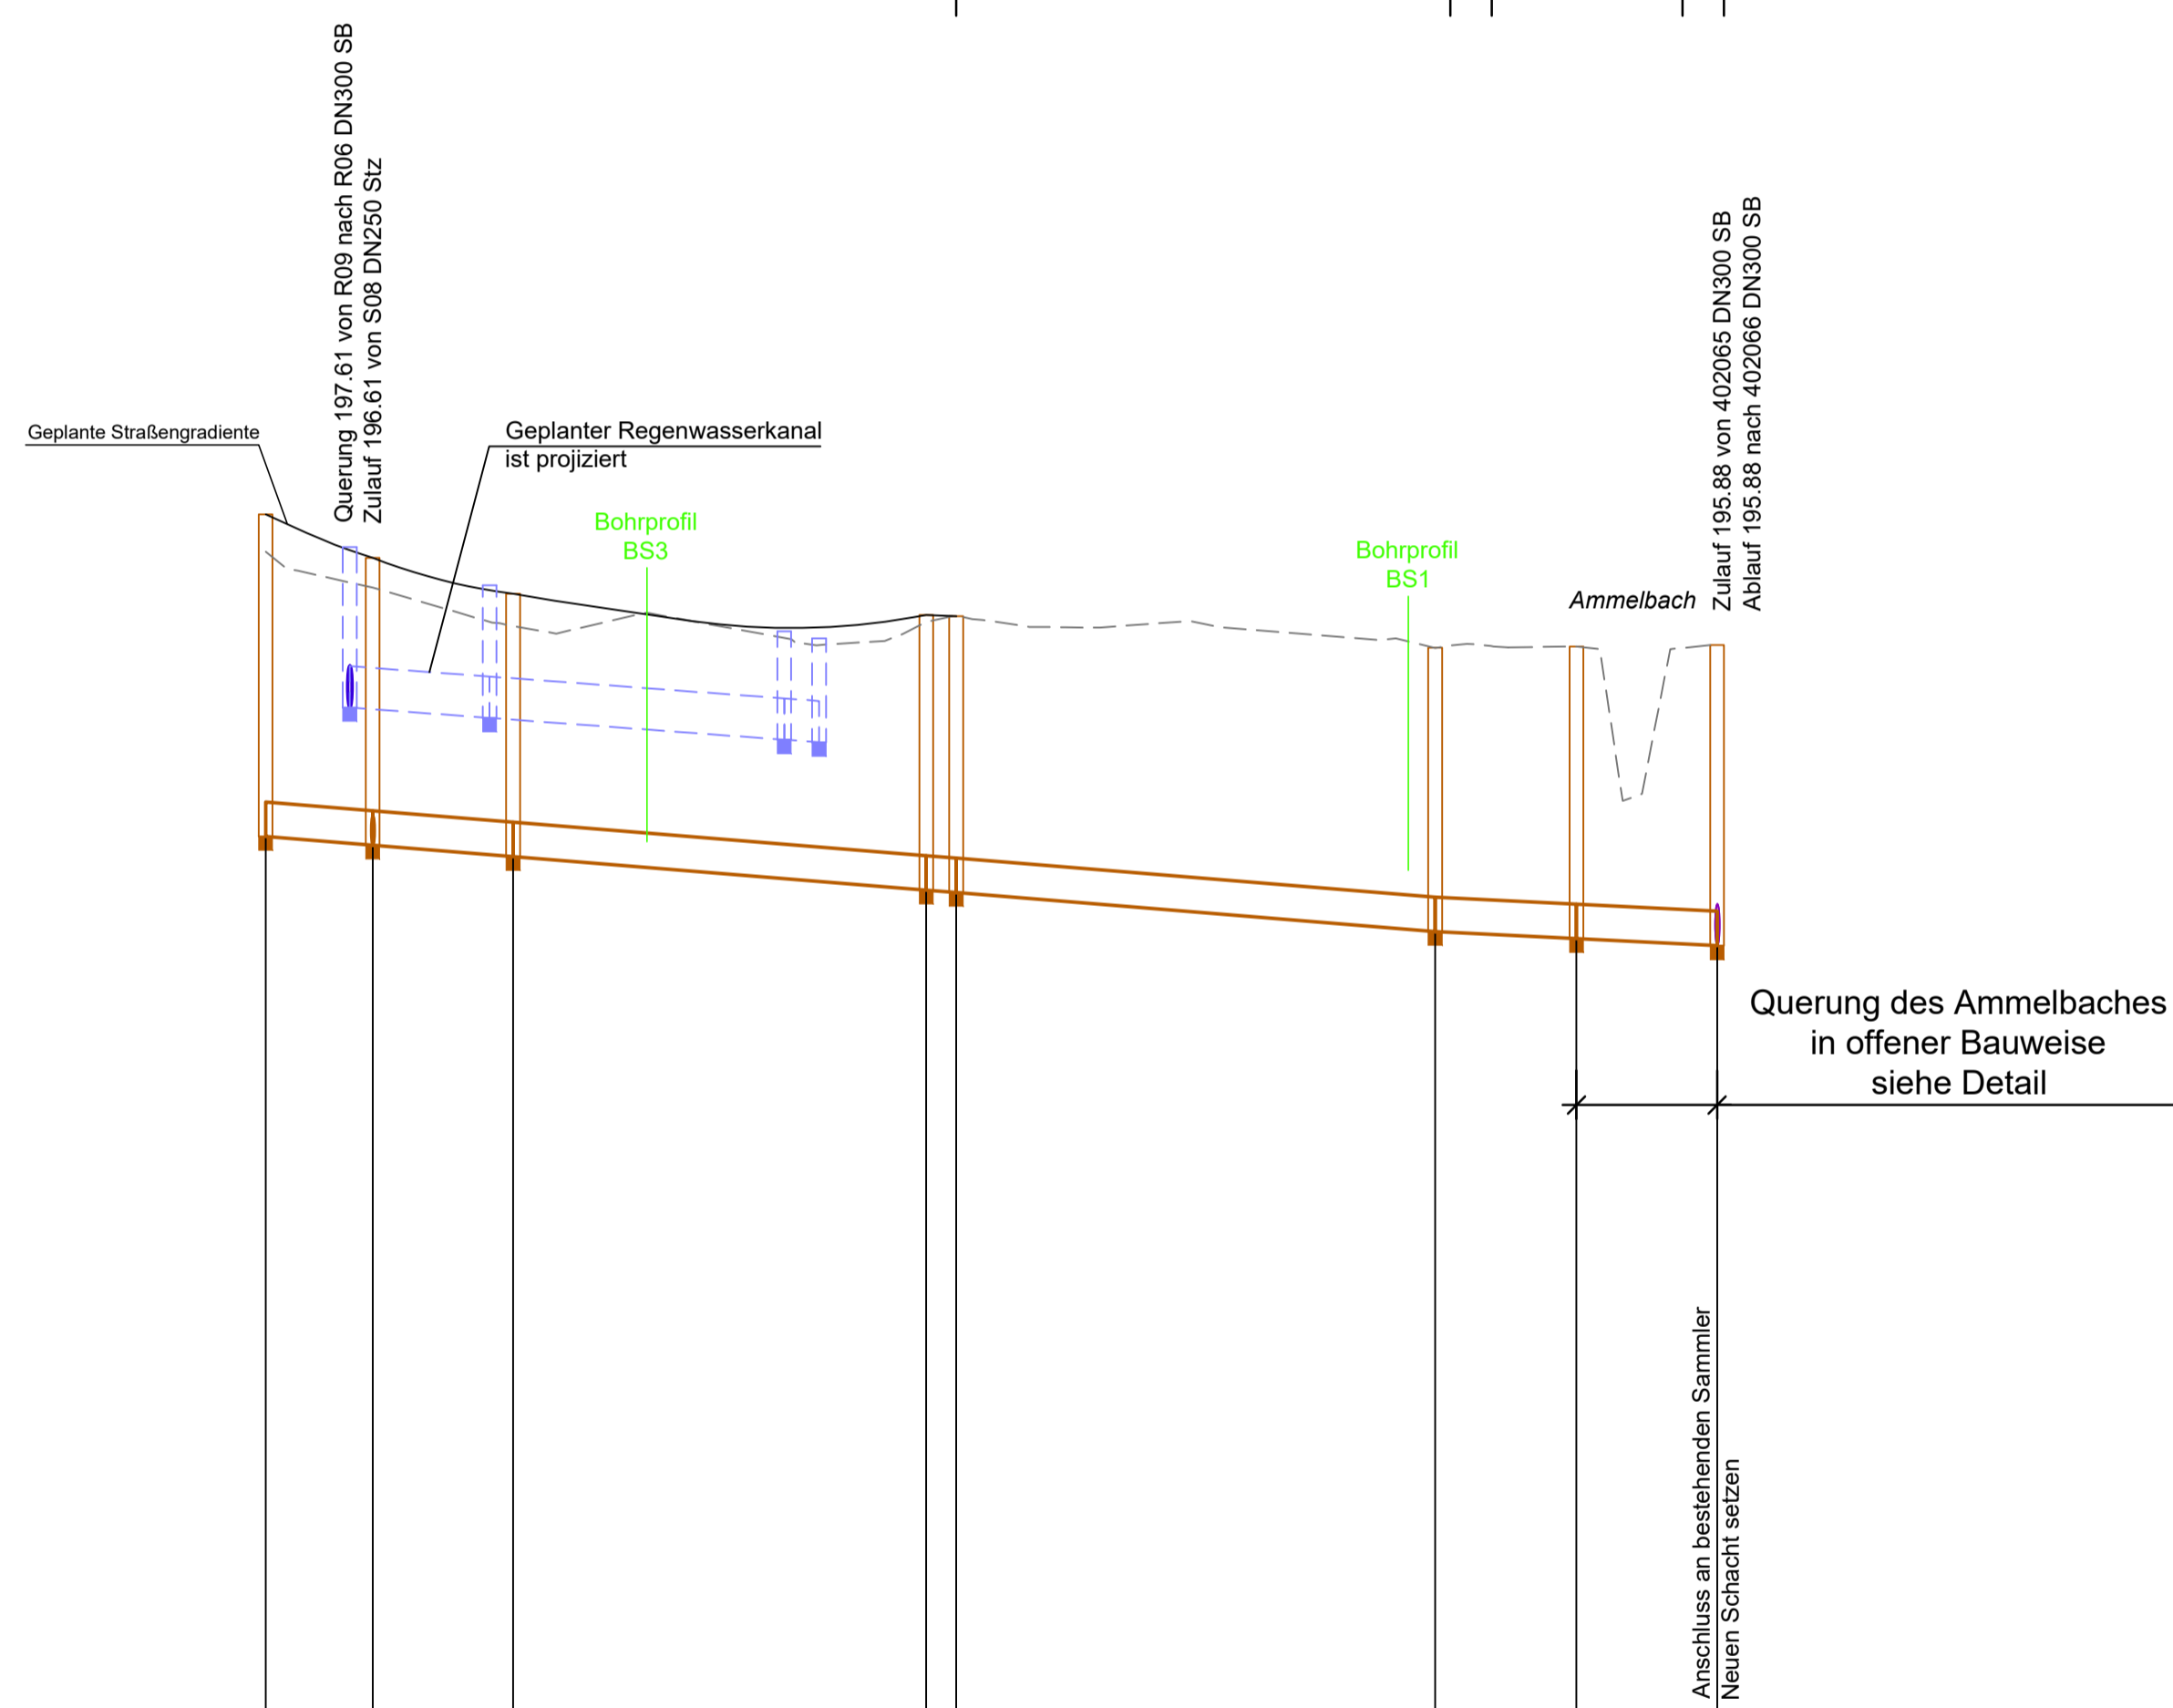 Querung 197.61 von R09 nach R06 DN300 SB
Zulauf 196.61 von S08 DN250 Stz
Zulauf 195.88 von 402065 DN300 SB
Ablauf 195.88 nach 402066 DN300 SB
Geplante Straßengradiente
Geplanter Regenwasserkanal
ist projiziert
Bohrprofil
BS3
Bohrprofil
BS1
Ammelbach
Querung des Ammelbaches
in offener Bauweise
siehe Detail
Anschluss an bestehenden Sammler
Neuen Schacht setzen